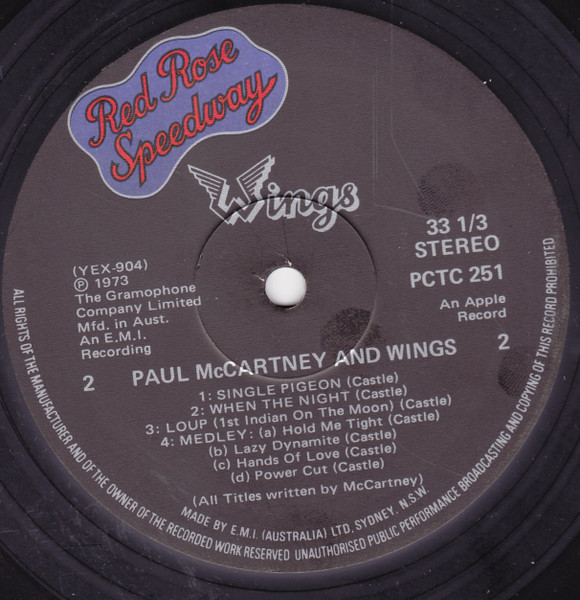 Red Rose
Speedway
Wings
33 1/3
STEREO
PCTC 251
An Apple
Record
(YEX-904)
Ⓟ 1973
The Gramophone
Company Limited
Mfd. in Aust.
An E.M.I.
Recording
2 PAUL McCARTNEY AND WINGS 2
1: SINGLE PIGEON (Castle)
2: WHEN THE NIGHT (Castle)
3: LOUP (1st Indian On The Moon) (Castle)
4: MEDLEY: (a) Hold Me Tight (Castle)
(b) Lazy Dynamite (Castle)
(c) Hands Of Love (Castle)
(d) Power Cut (Castle)
(All Titles written by McCartney)
MADE BY E.M.I. (AUSTRALIA) LTD. SYDNEY. N.S.W.
ALL RIGHTS OF THE MANUFACTURER AND OF THE OWNER OF THE RECORDED WORK RESERVED UNAUTHORISED PUBLIC PERFORMANCE BROADCASTING AND COPYING OF THIS RECORD PROHIBITED